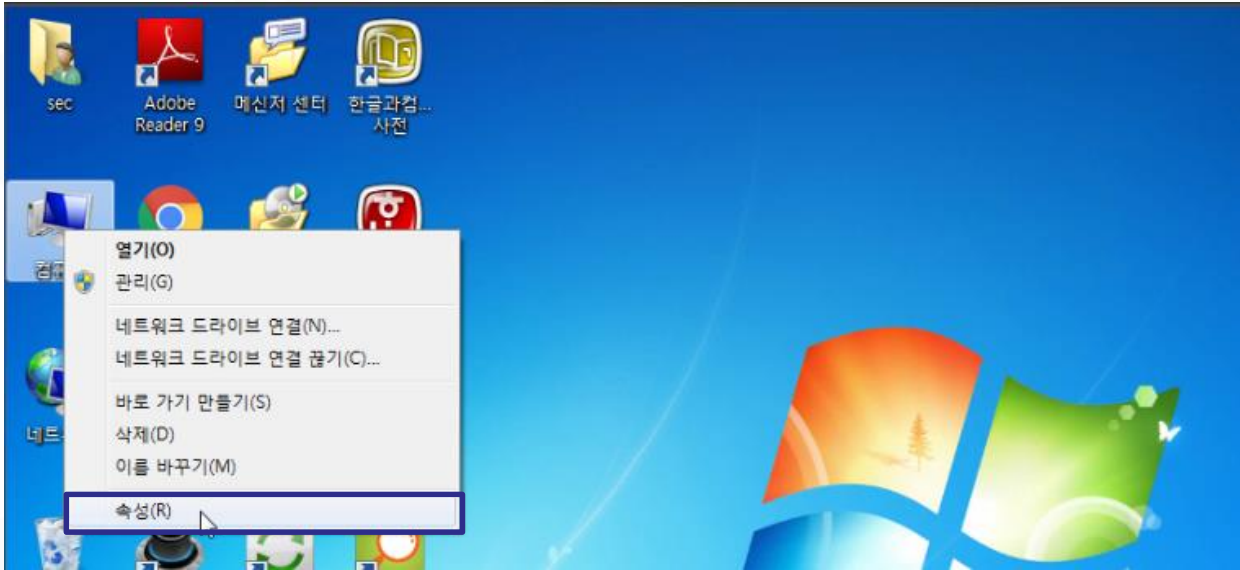 sec
Adobe
Reader 9
메신저 센터
한글과컴...
사전
열기(O)
관리(G)
네트워크 드라이브 연결(N)...
네트워크 드라이브 연결 끊기(C)...
바로 가기 만들기(S)
삭제(D)
이름 바꾸기(M)
속성(R)